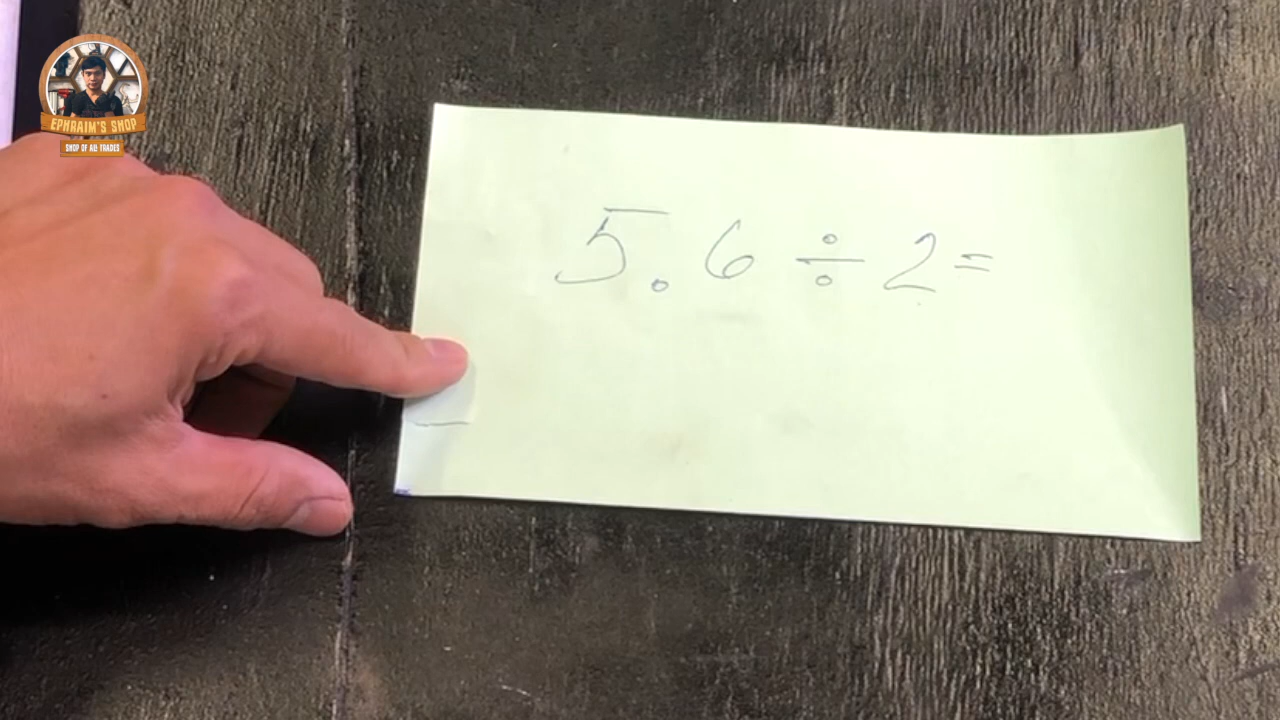 EPHRAIM'S SHOP
SHOP OF ALL TRADES
5.6 ÷ 2 =